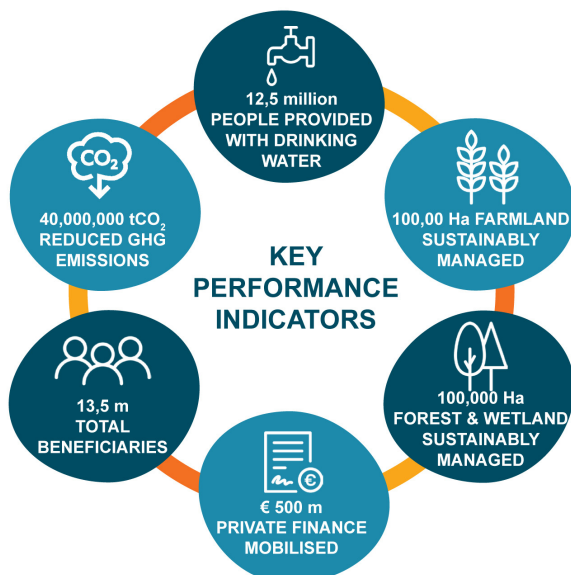 12,5 million
PEOPLE PROVIDED
WITH DRINKING
WATER
CO2
40,000,000 tCO₂
REDUCED GHG
EMISSIONS
100,00 Ha FARMLAND
SUSTAINABLY
MANAGED
KEY
PERFORMANCE
INDICATORS
13,5 m
TOTAL
BENEFICIARIES
100,000 Ha
FOREST & WETLAND
SUSTAINABLY
MANAGED
€
€ 500 m
PRIVATE FINANCE
MOBILISED